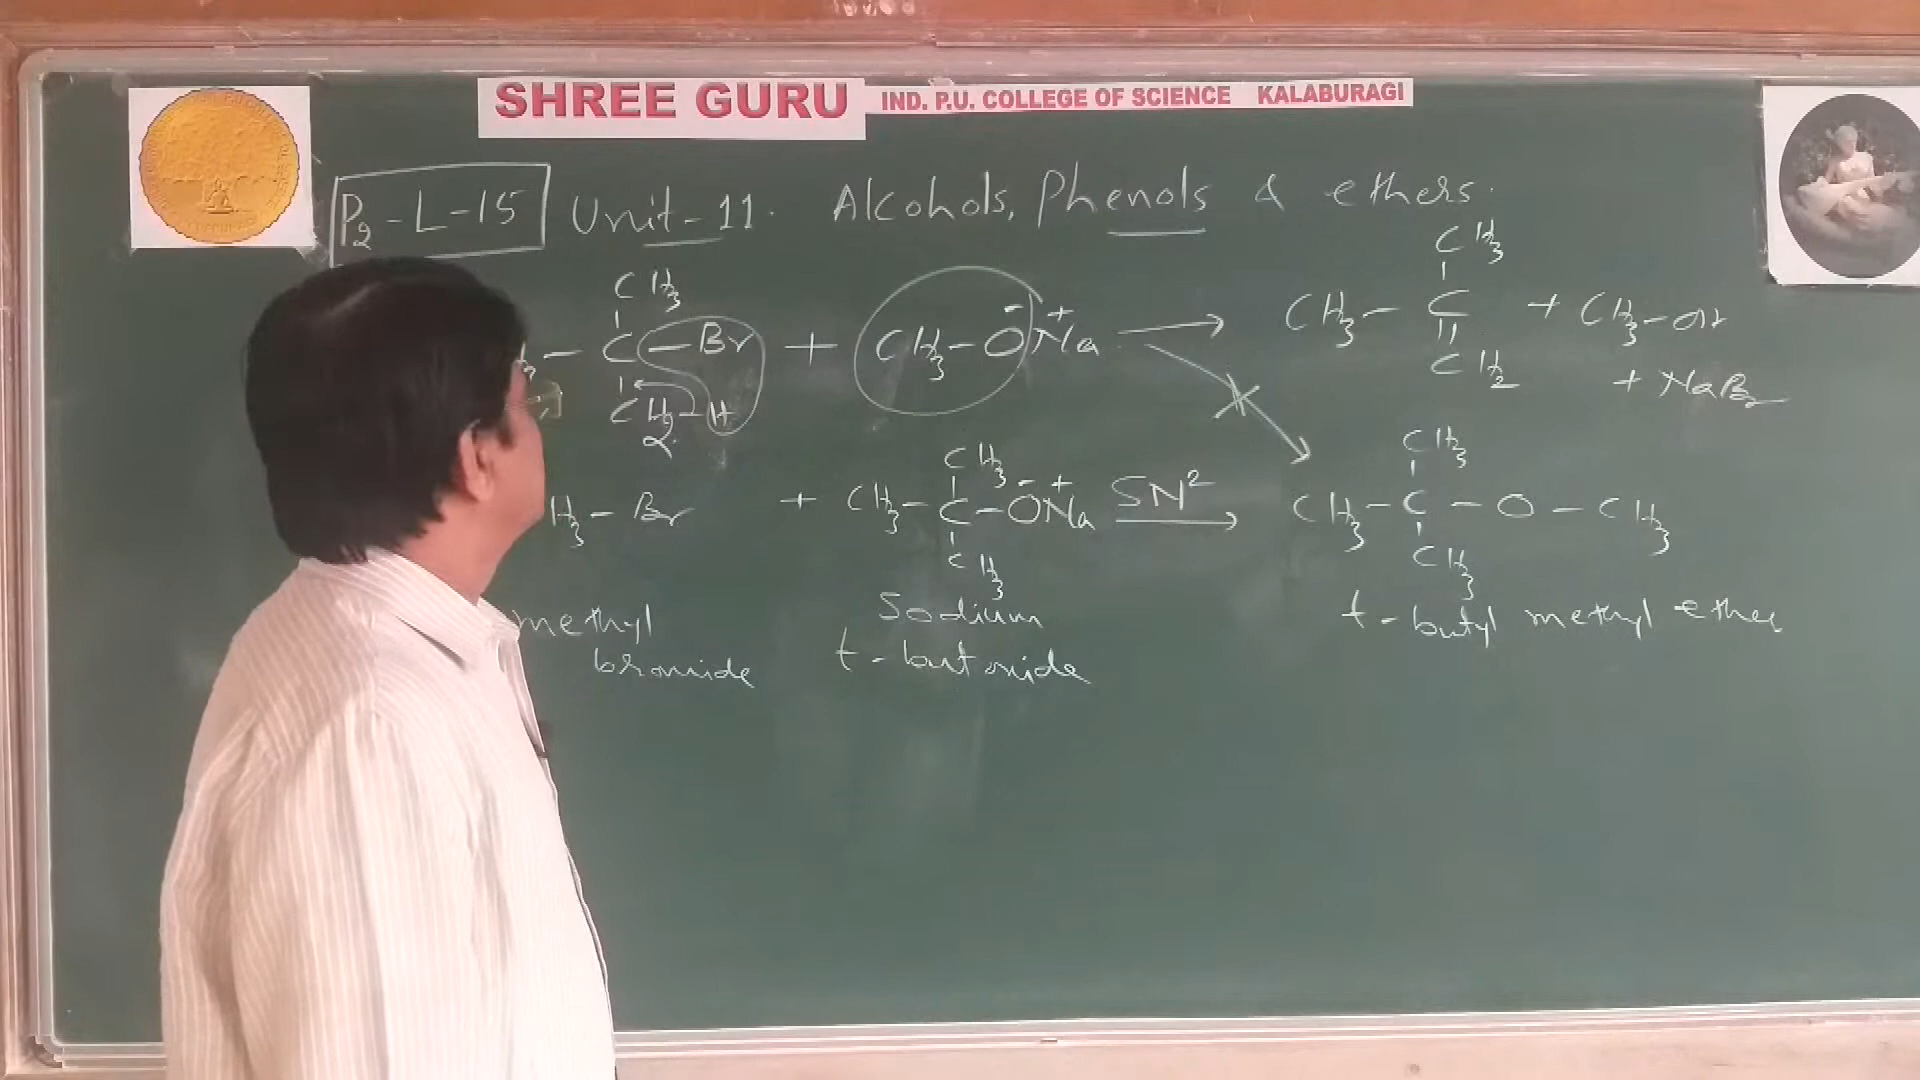 SHREE GURU IND. P.U. COLLEGE OF SCIENCE KALABURAGI
P2-L-15 Unit-11. Alcohols, Phenols & ethers.
CH3
CH3
3 — C — Br + CH3-O⁻Na⁺ → CH3-C + CH3-OH
CH2-H
CH2
+ NaBr
CH3
CH3
H3 - Br + CH3-C-O⁻Na⁺ SN² → CH3-C-O-CH3
CH3
CH3
methyl bromide
Sodium t-butoxide
t-butyl methyl ether